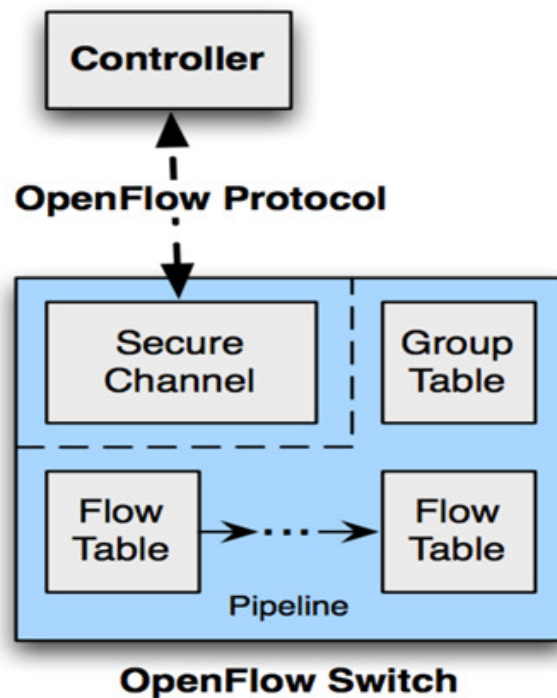 Controller
OpenFlow Protocol
Secure
Channel
Group
Table
Flow
Table
...
Flow
Table
Pipeline
OpenFlow Switch